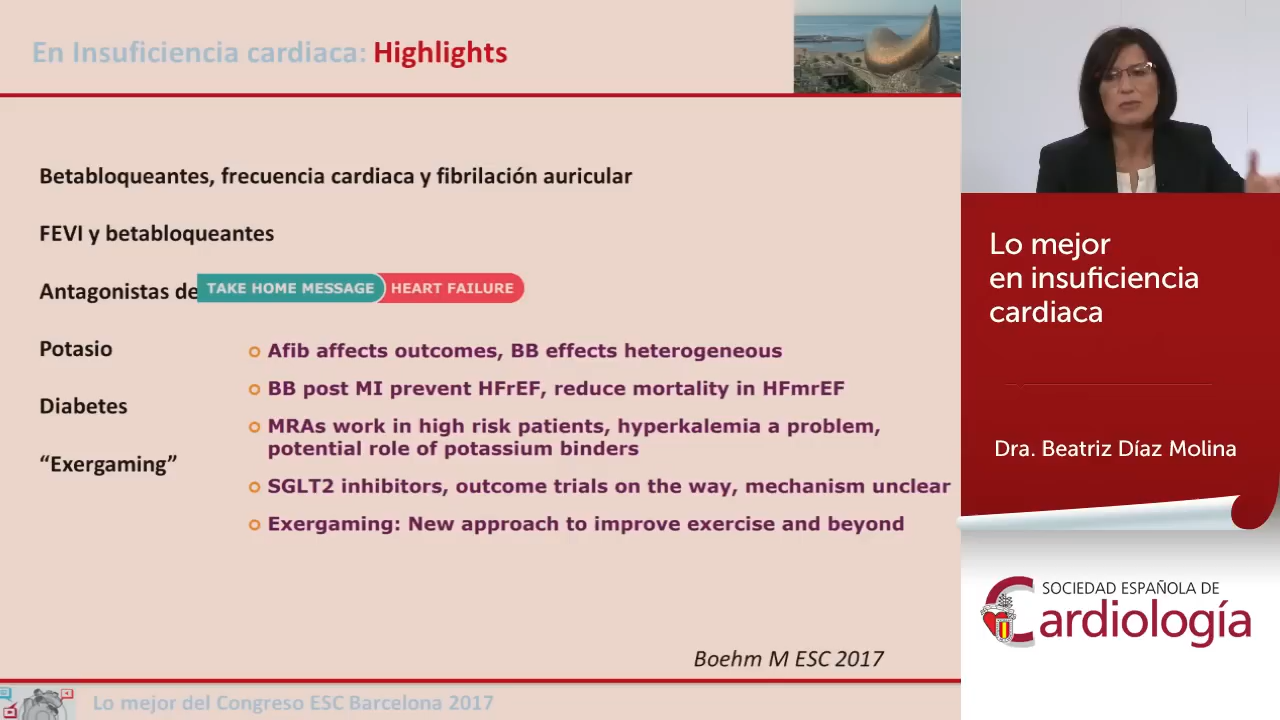 En Insuficiencia cardiaca: Highlights
Betabloqueantes, frecuencia cardiaca y fibrilación auricular
FEVI y betabloqueantes
Antagonistas de
TAKE HOME MESSAGE HEART FAILURE
Potasio
Diabetes
“Exergaming”
Afib affects outcomes, BB effects heterogeneous
BB post MI prevent HFrEF, reduce mortality in HFmrEF
MRAs work in high risk patients, hyperkalemia a problem,
potential role of potassium binders
SGLT2 inhibitors, outcome trials on the way, mechanism unclear
Exergaming: New approach to improve exercise and beyond
Boehm M ESC 2017
Lo mejor del Congreso ESC Barcelona 2017
Lo mejor
en insuficiencia
cardiaca
Dra. Beatriz Díaz Molina
SOCIEDAD ESPAÑOLA DE
Cardiología